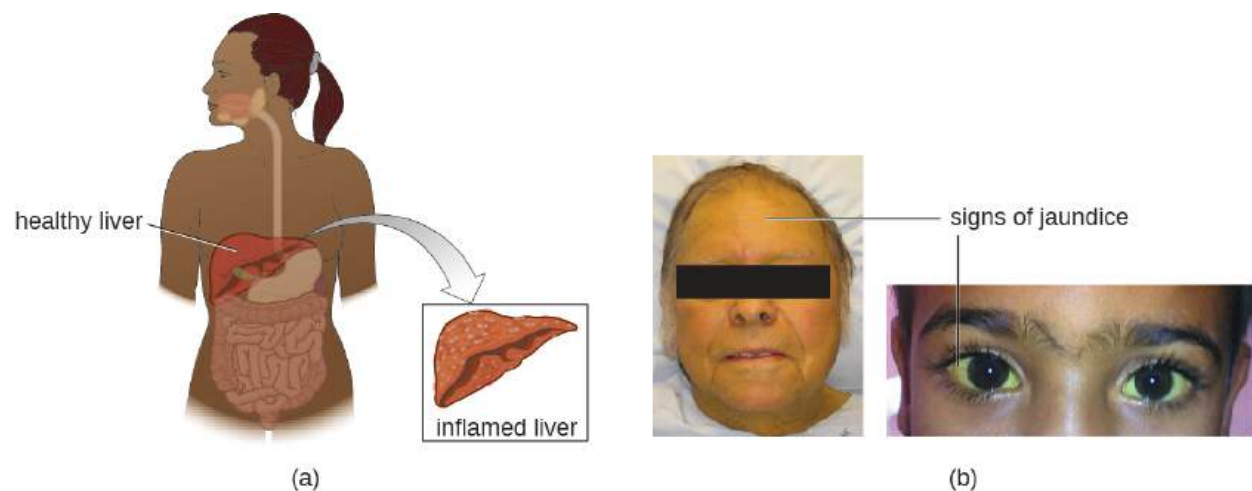 healthy liver
inflamed liver
(a)
signs of jaundice
(b)